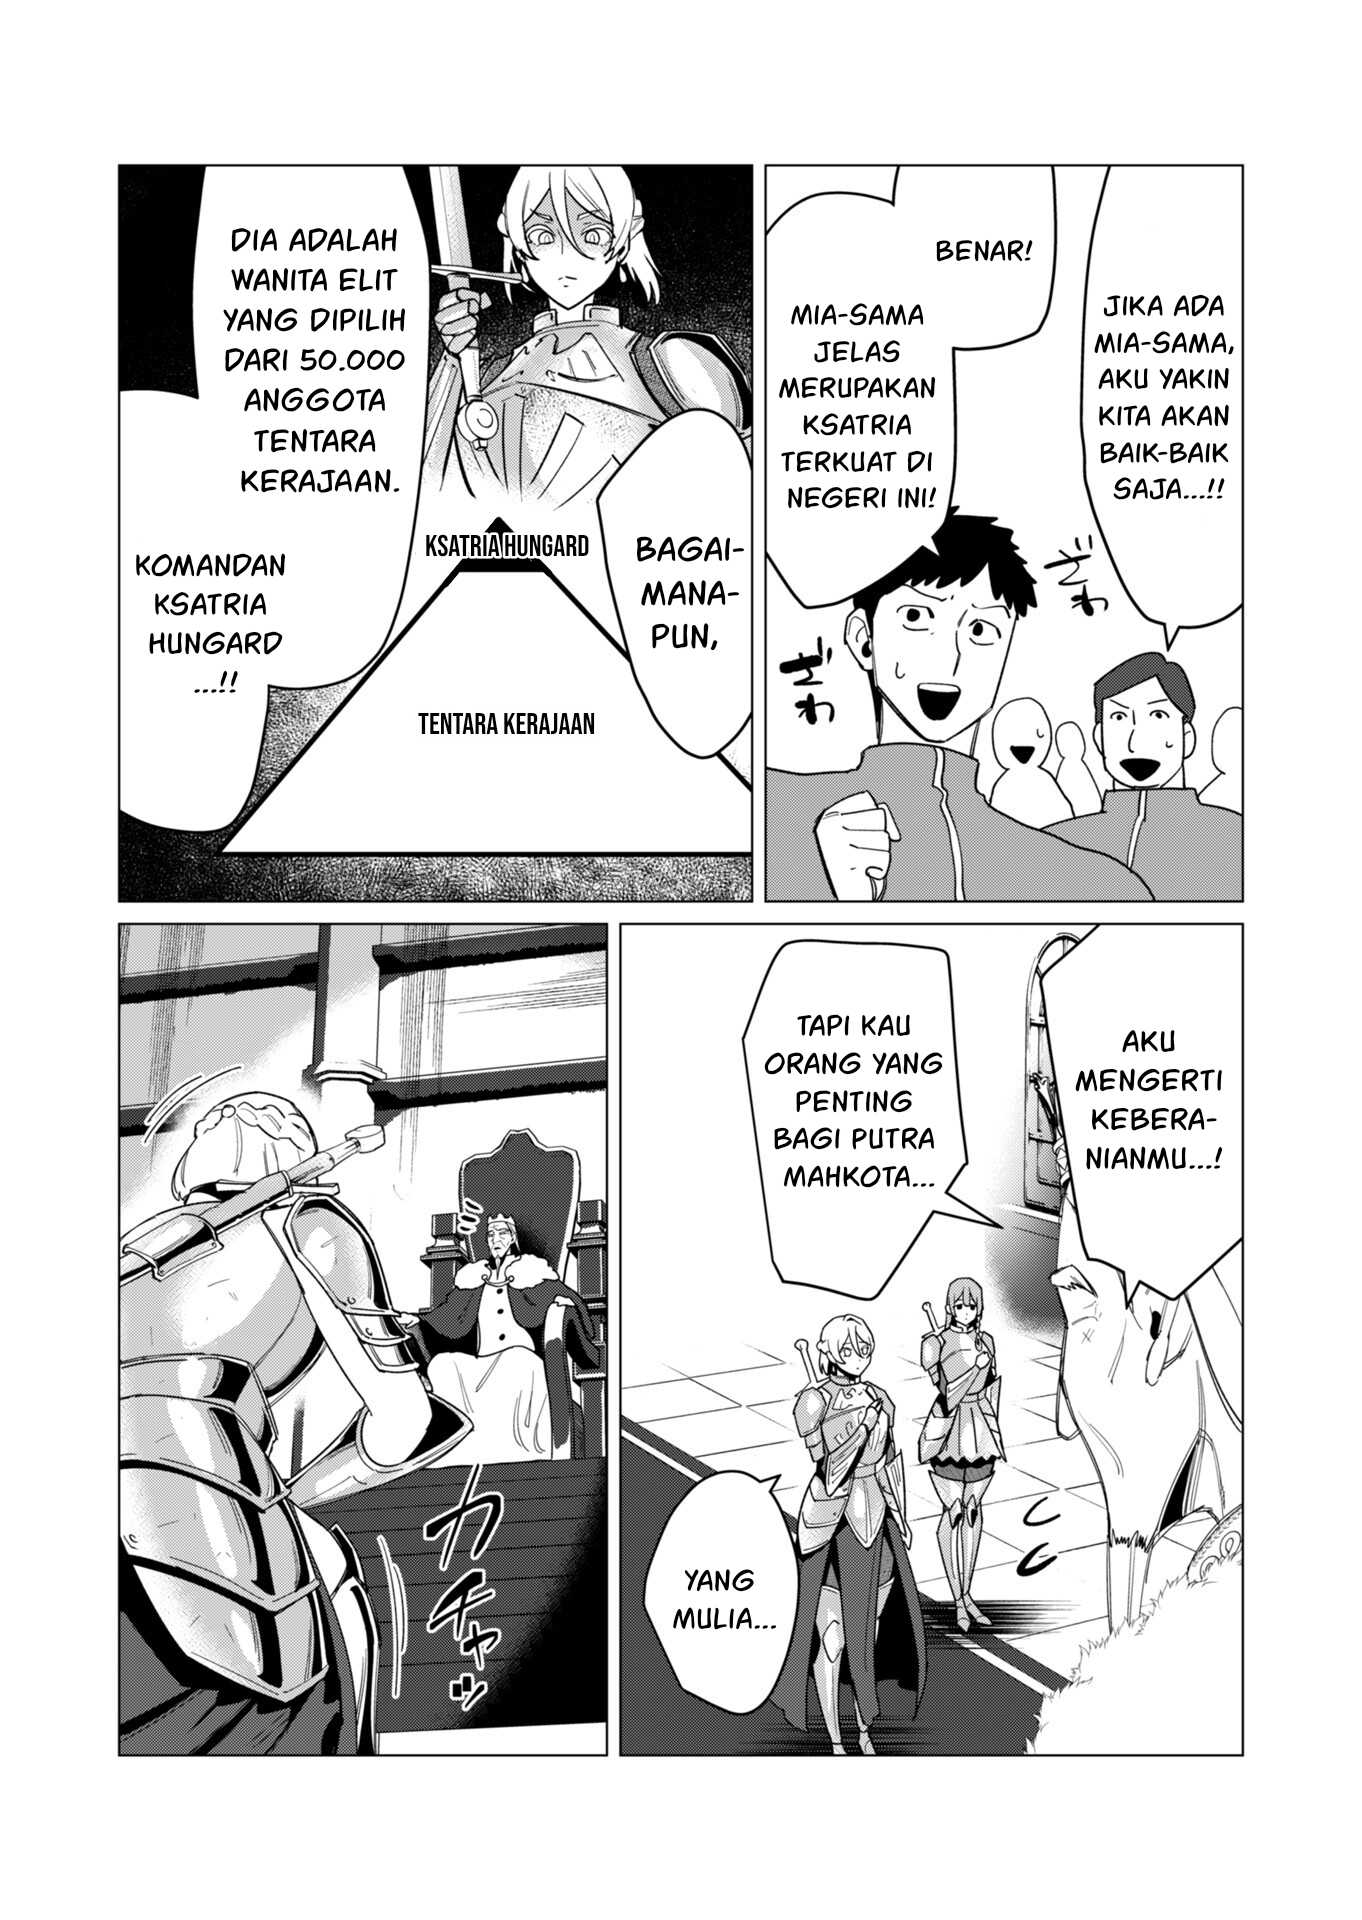 JIKA ADA
MIA-SAMA,
AKU YAKIN
KITA AKAN
BAIK-BAIK
SAJA...!!
BENAR!
MIA-SAMA
JELAS
MERUPAKAN
KSATRIA
TERKUAT DI
NEGERI INI!
ざわ
ざわ
BAGAI-
MANA-
PUN,
DIA ADALAH
WANITA ELIT
YANG DIPILIH
DARI 50.000
ANGGOTA
TENTARA
KERAJAAN.
KOMANDAN
KSATRIA
HUNGARD
...!!
KSATRIA HUNGARD
TENTARA KERAJAAN
AKU
MENGERTI
KEBERA-
NIANMU...!
TAPI KAU
ORANG YANG
PENTING
BAGI PUTRA
MAHKOTA...
YANG
MULIA...
カチャッ